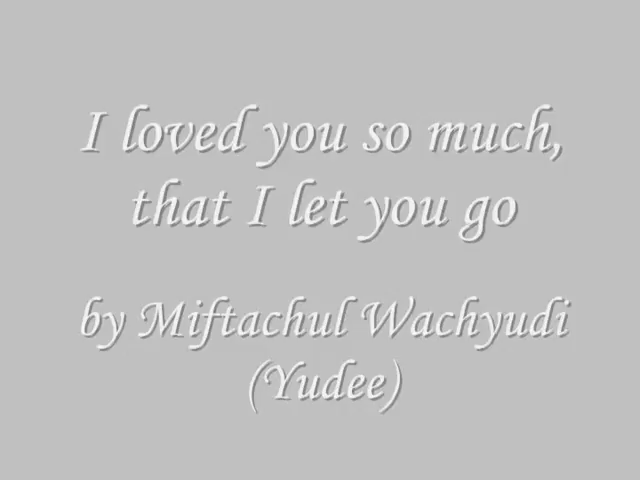 I loved you so much,
that I let you go
by Miftachul Wachyudi
(Yudee)